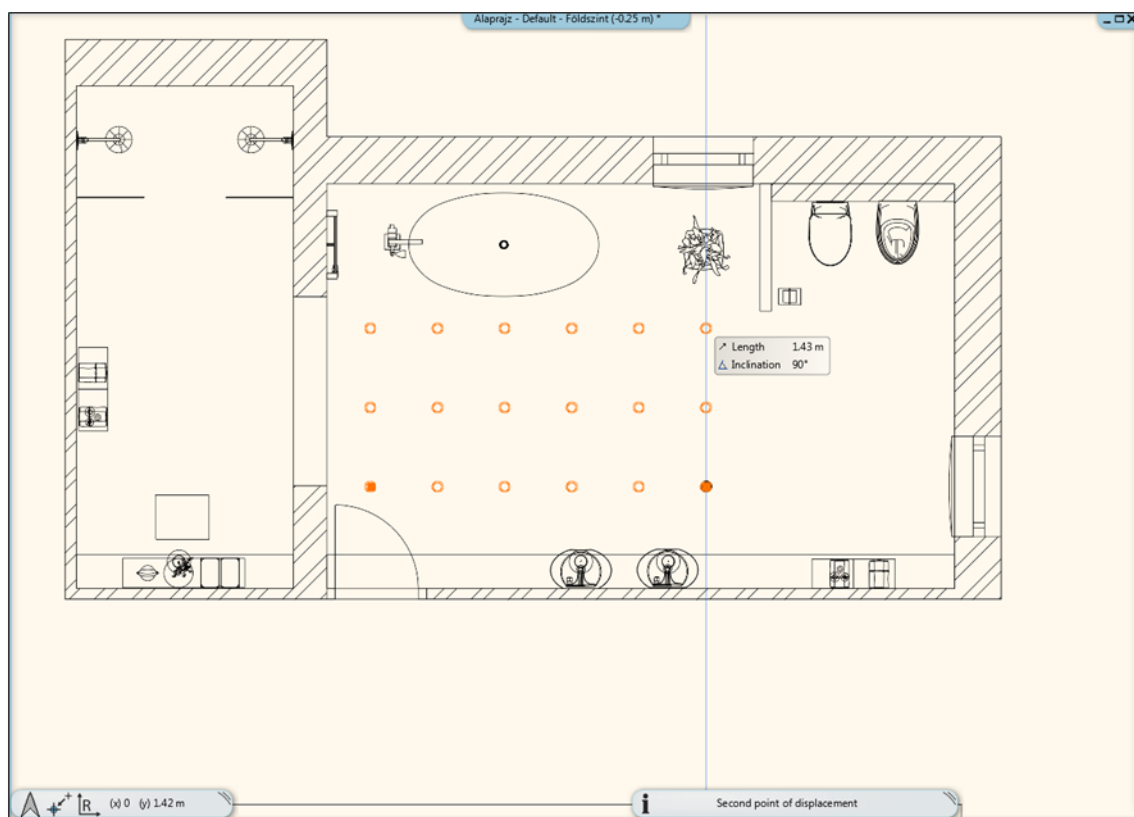 Alaprajz - Default - Földszint (-0.25 m) *
Length 1.43 m
Inclination 90°
R (x) 0 (y) 1.42 m
i Second point of displacement